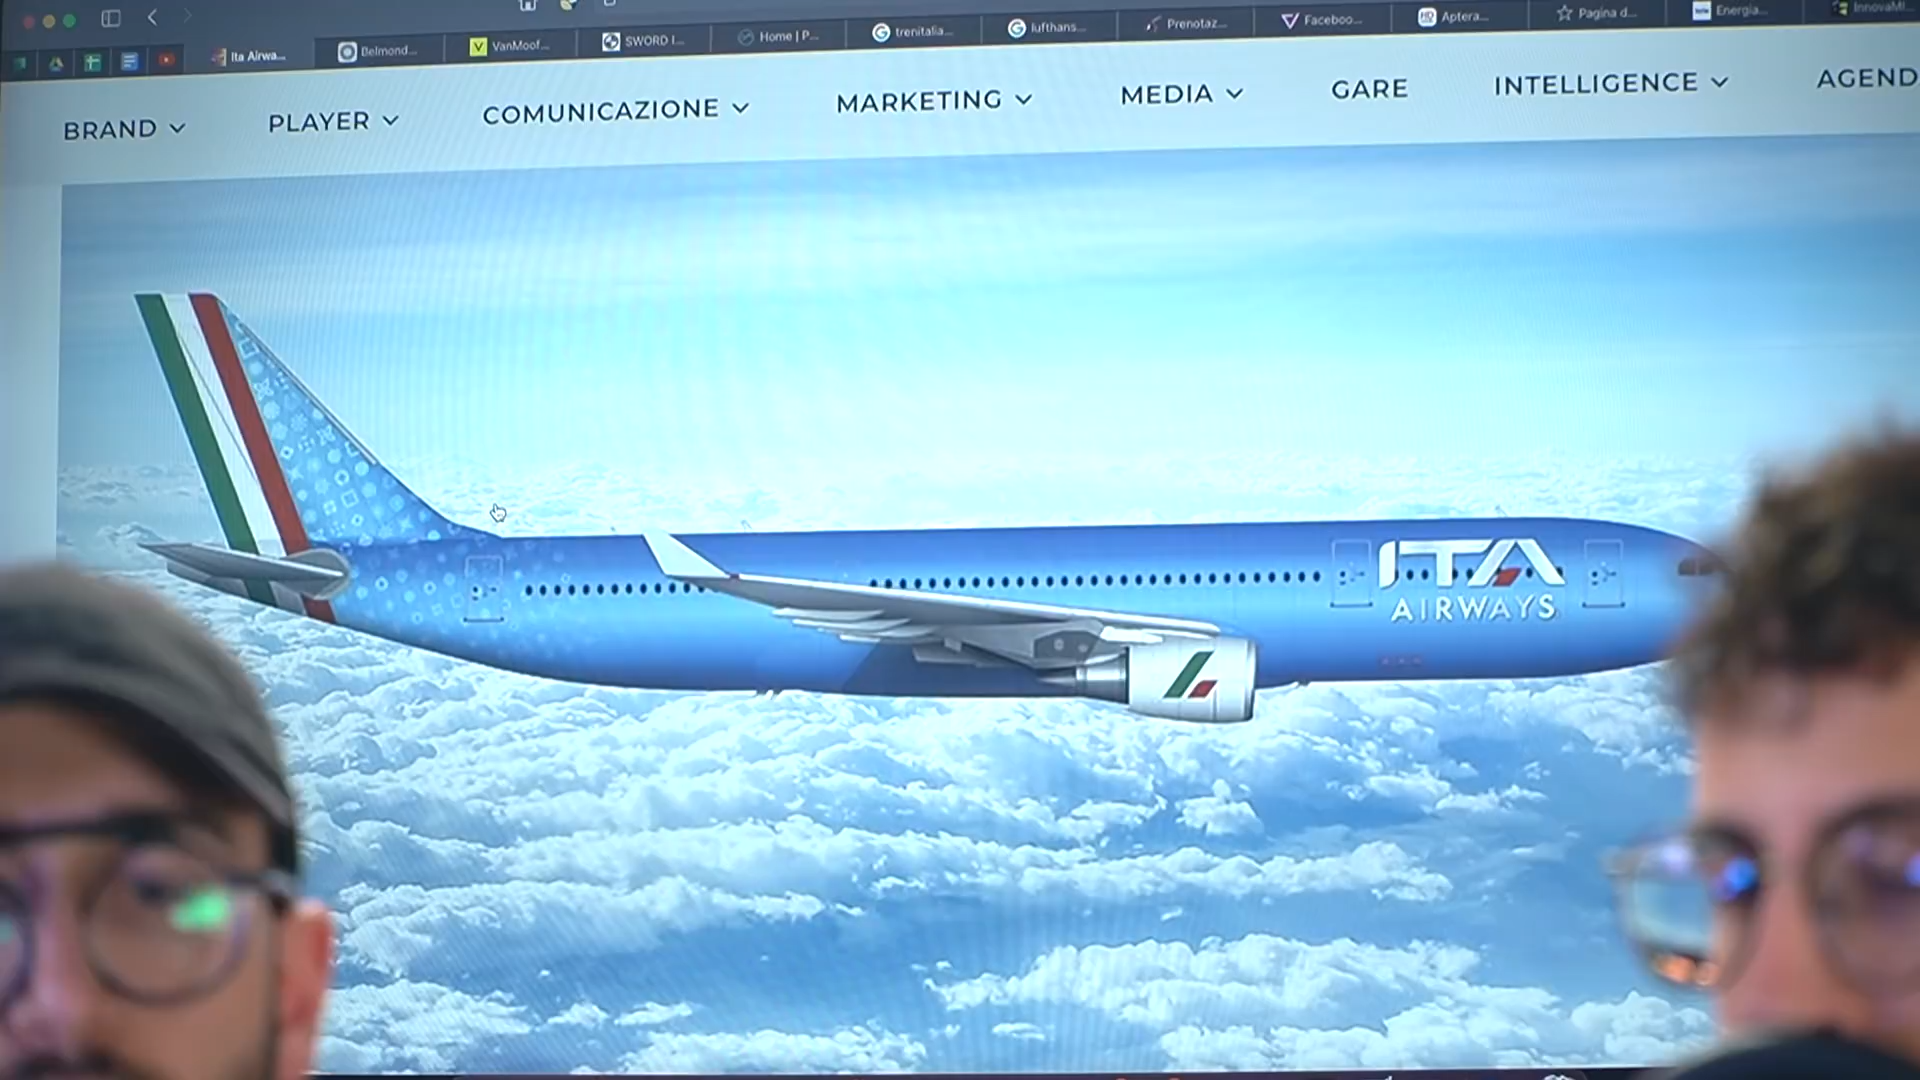 Ita Airwa...
Belmond...
VanMoof...
SWORD I...
Home | P...
trenitalia...
lufthans...
Prenotaz...
Faceboo...
Aptera...
Pagina d...
Energia...
InnovaMi...
BRAND
PLAYER
COMUNICAZIONE
MARKETING
MEDIA
GARE
INTELLIGENCE
AGEND
ITA
AIRWAYS